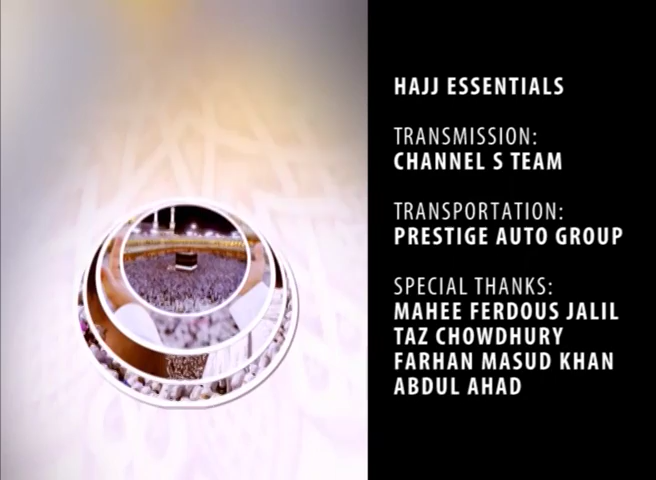 HAJJ ESSENTIALS
TRANSMISSION:
CHANNEL S TEAM
TRANSPORTATION:
PRESTIGE AUTO GROUP
SPECIAL THANKS:
MAHEE FERDOUS JALIL
TAZ CHOWDHURY
FARHAN MASUD KHAN
ABDUL AHAD